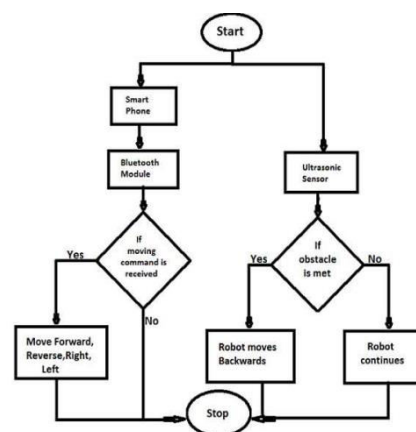 Start
Smart
Phone
Bluetooth
Module
Ultrasonic
Sensor
If
moving
command is
received
Yes
No
If
obstacle
is met
Yes
No
Move Forward,
Reverse,Right,
Left
Robot moves
Backwards
Robot
continues
Stop